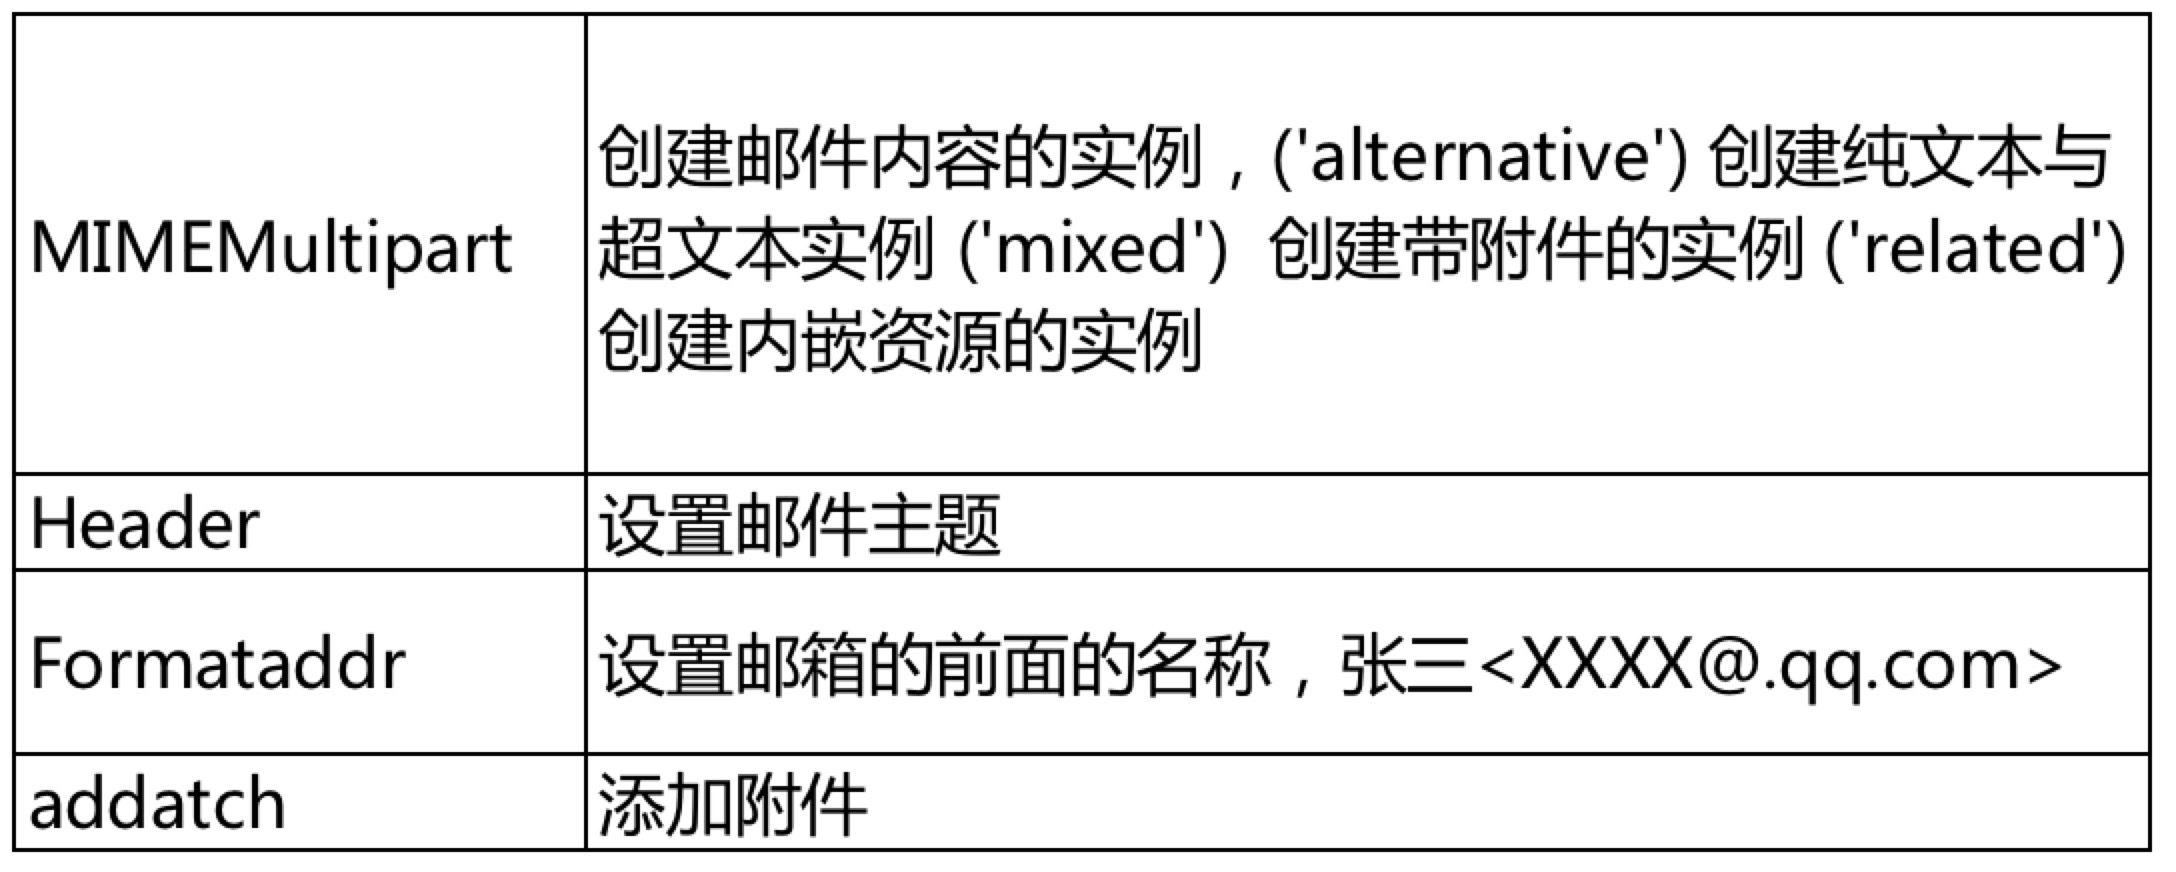 MIMEMultipart
创建邮件内容的实例，('alternative') 创建纯文本与
超文本实例 ('mixed') 创建带附件的实例 ('related')
创建内嵌资源的实例
Header
设置邮件主题
Formataddr
设置邮箱的前面的名称，张三<XXXX@.qq.com>
addatch
添加附件